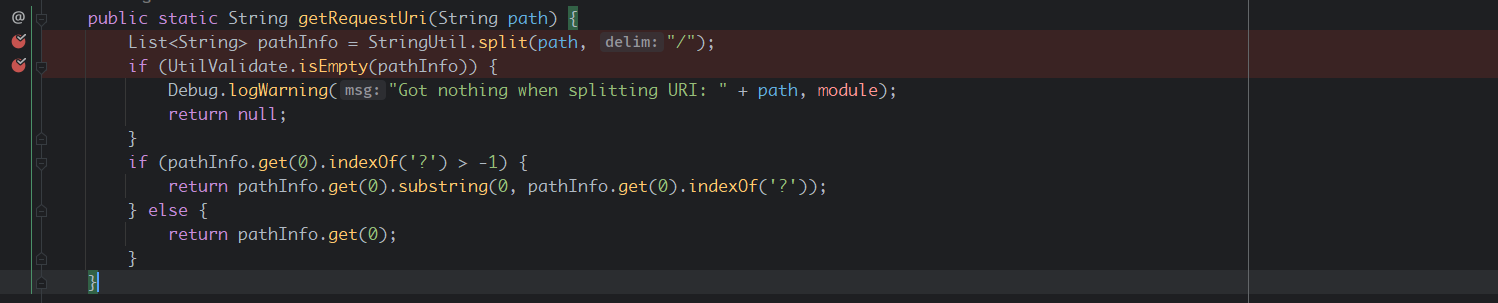 public static String getRequestUri(String path) {
List<String> pathInfo = StringUtil.split(path, delim: "/");
if (UtilValidate.isEmpty(pathInfo)) {
Debug.logWarning( msg: "Got nothing when splitting URI: " + path, module);
return null;
}
if (pathInfo.get(0).indexOf('?') > -1) {
return pathInfo.get(0).substring(0, pathInfo.get(0).indexOf('?'));
} else {
return pathInfo.get(0);
}
}